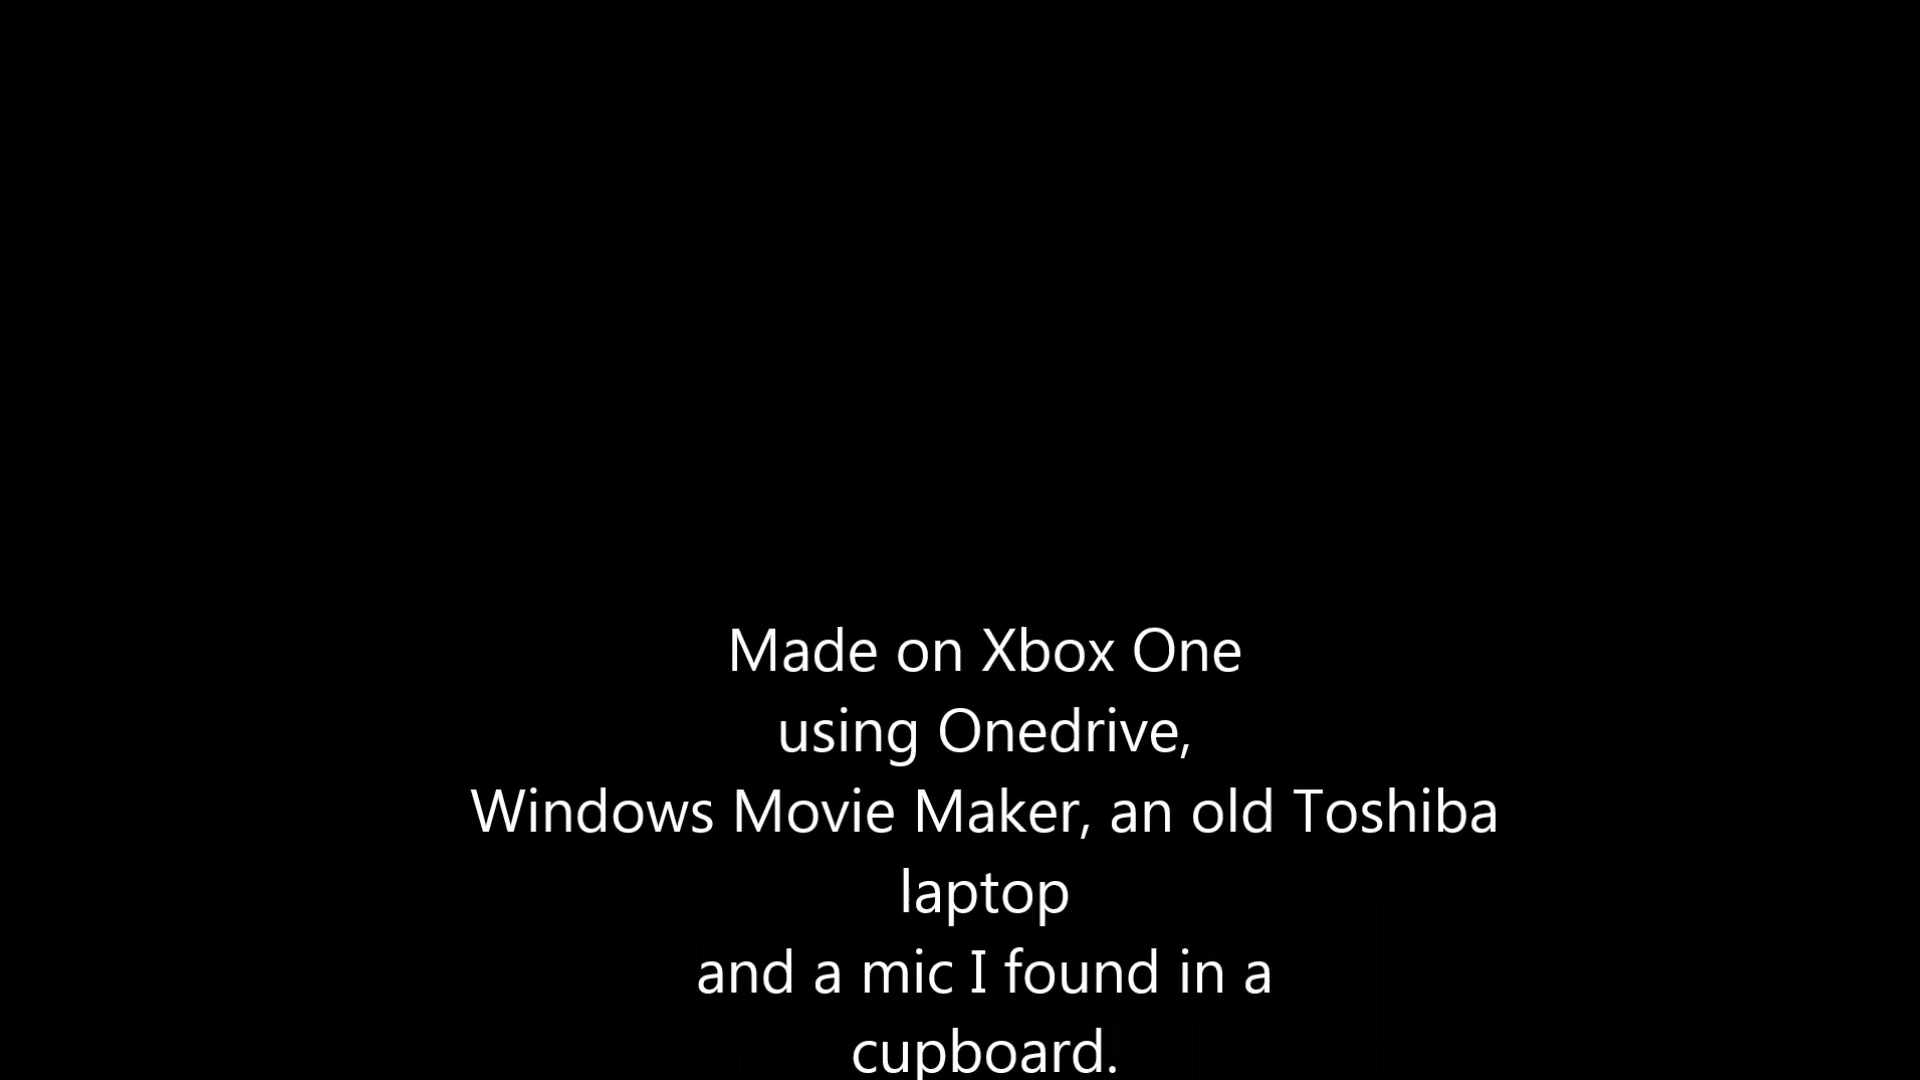 Made on Xbox One
using Onedrive,
Windows Movie Maker, an old Toshiba
laptop
and a mic I found in a
cupboard.